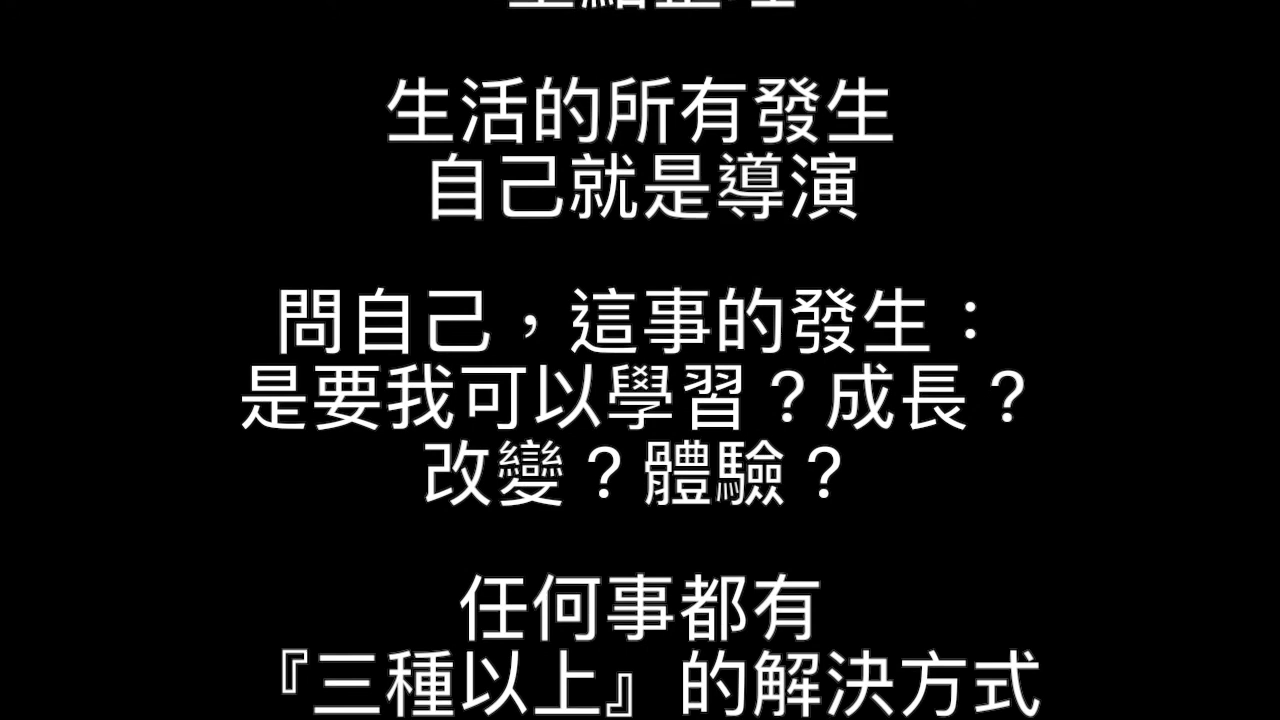 生活的所有發生
自己就是導演
問自己，這事的發生：
是要我可以學習？成長？
改變？體驗？
任何事都有
『三種以上』的解決方式